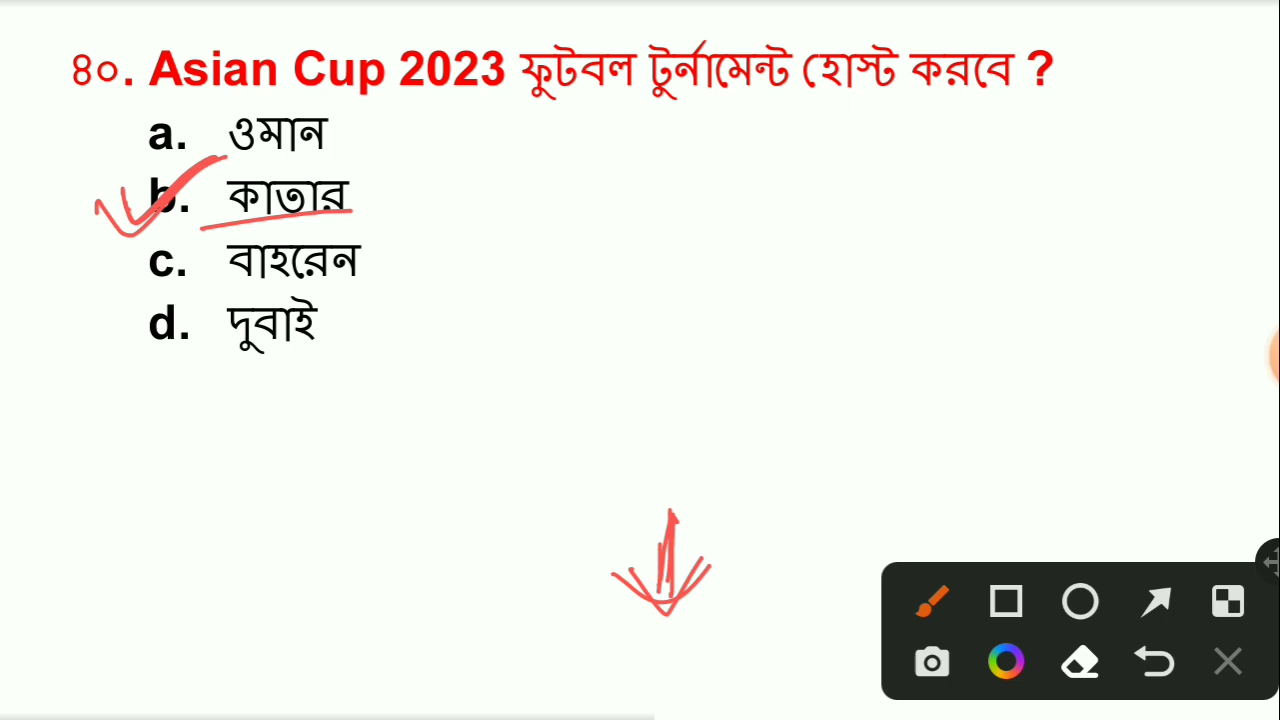 ৪০. Asian Cup 2023 ফুটবল টুর্নামেন্ট হোস্ট করবে ?
a. ওমান
b. কাতার
c. বাহরেন
d. দুবাই